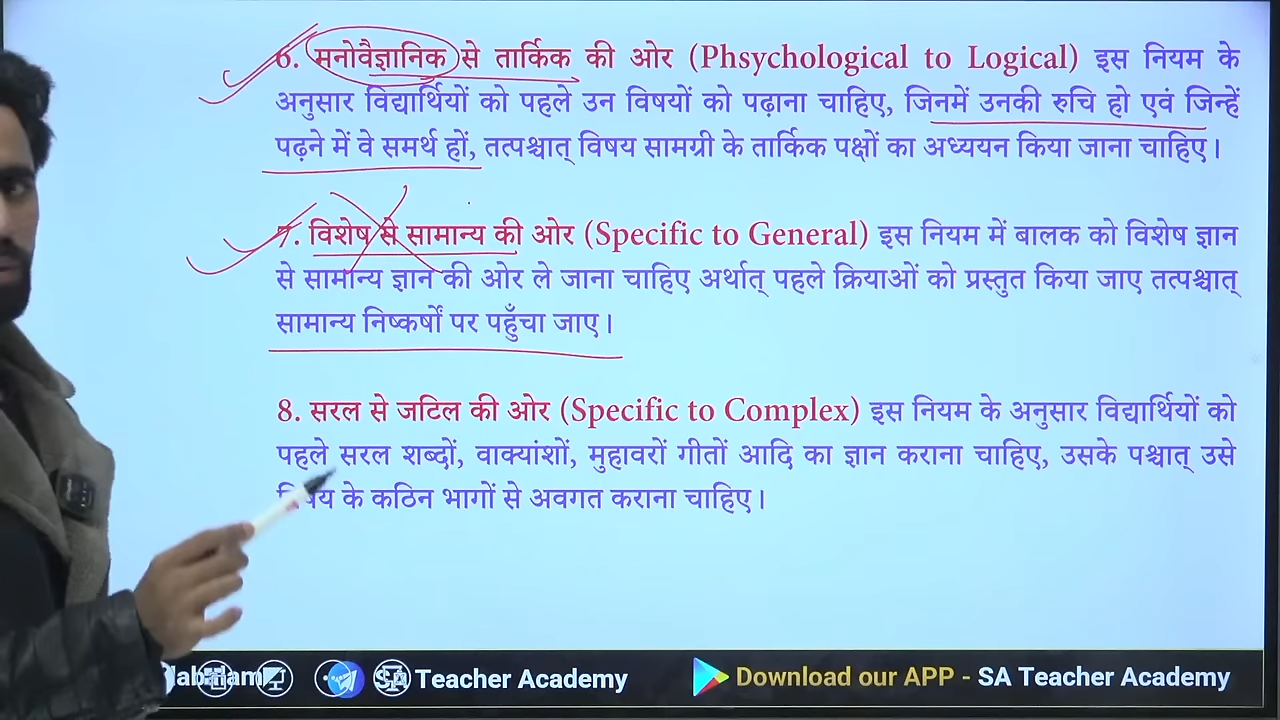 6. मनोवैज्ञानिक से तार्किक की ओर (Phsychological to Logical) इस नियम के
अनुसार विद्यार्थियों को पहले उन विषयों को पढ़ाना चाहिए, जिनमें उनकी रुचि हो एवं जिन्हें
पढ़ने में वे समर्थ हों, तत्पश्चात् विषय सामग्री के तार्किक पक्षों का अध्ययन किया जाना चाहिए।
7. विशेष से सामान्य की ओर (Specific to General) इस नियम में बालक को विशेष ज्ञान
से सामान्य ज्ञान की ओर ले जाना चाहिए अर्थात् पहले क्रियाओं को प्रस्तुत किया जाए तत्पश्चात्
सामान्य निष्कर्षों पर पहुँचा जाए।
8. सरल से जटिल की ओर (Specific to Complex) इस नियम के अनुसार विद्यार्थियों को
पहले सरल शब्दों, वाक्यांशों, मुहावरों गीतों आदि का ज्ञान कराना चाहिए, उसके पश्चात् उसे
के कठिन भागों से अवगत कराना चाहिए।
SA Teacher Academy Download our APP - SA Teacher Academy